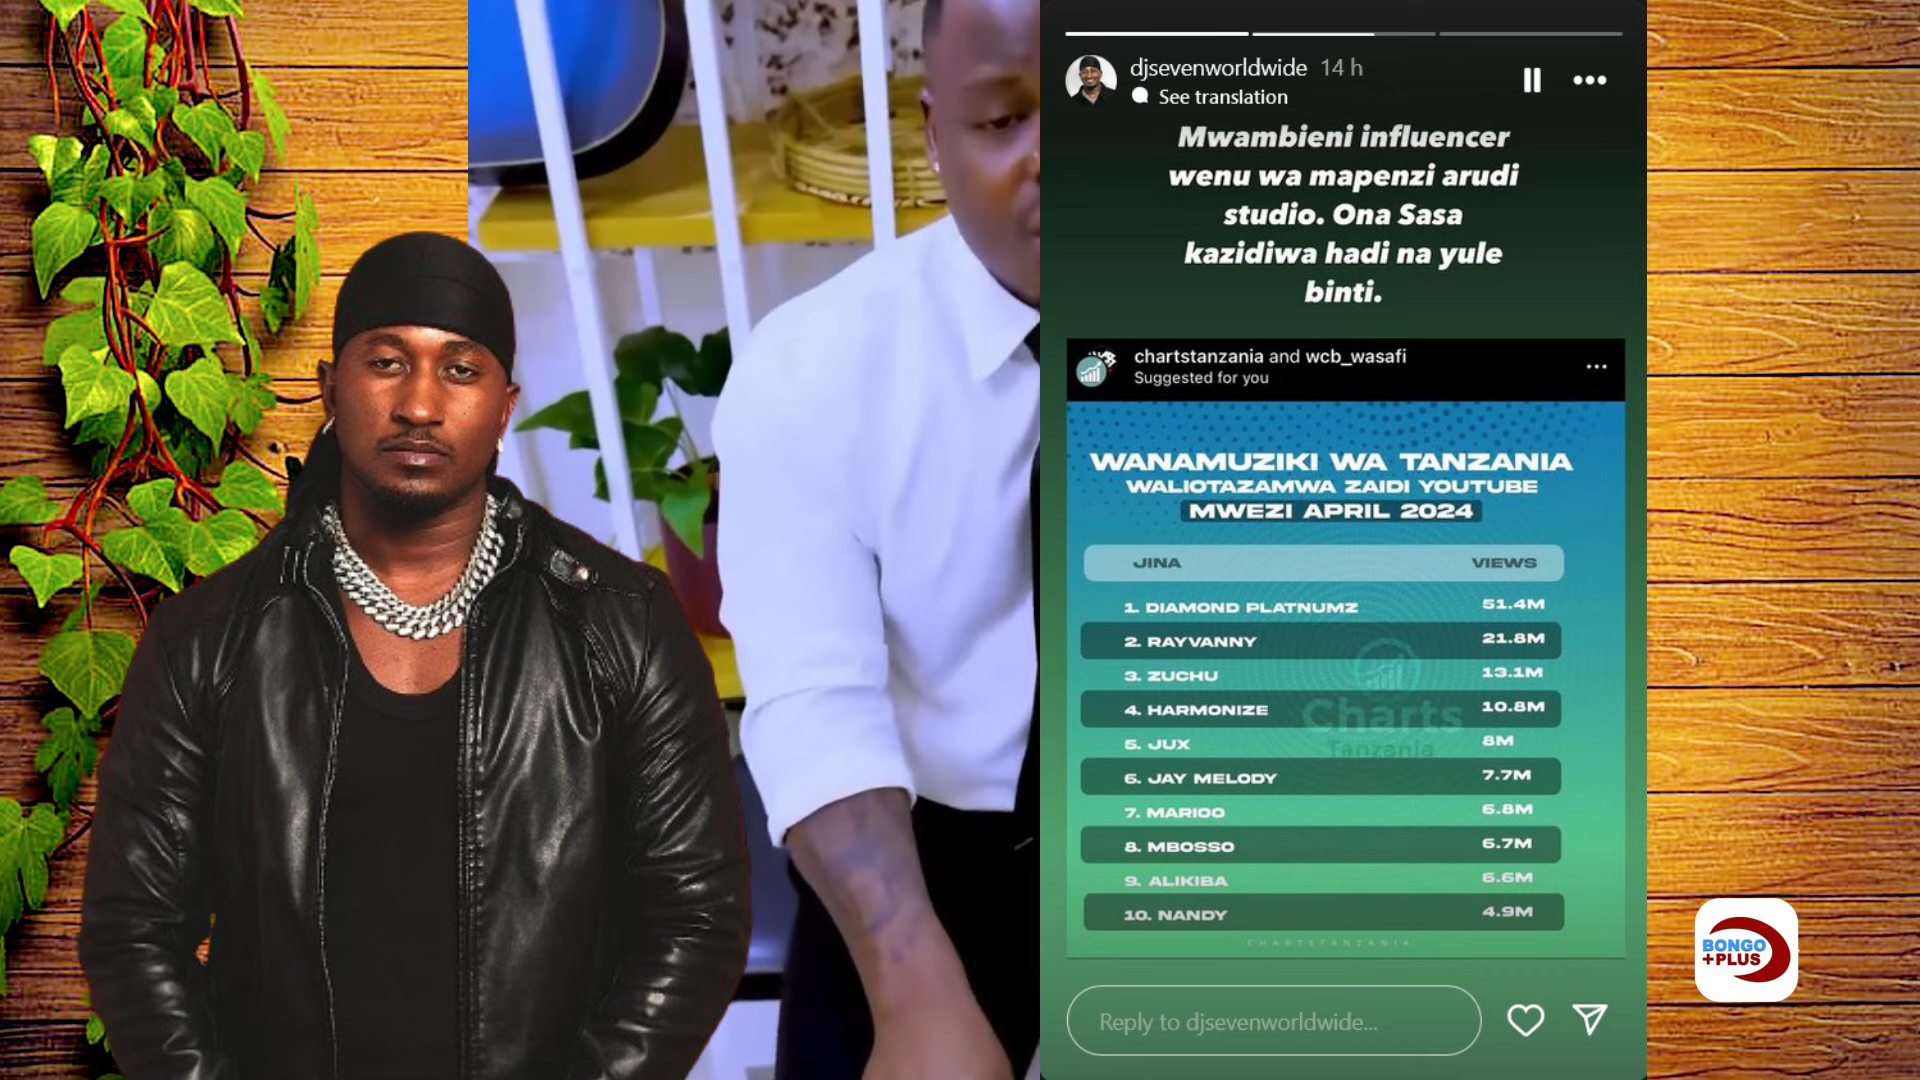 djsevenworldwide 14 h
See translation
Mwambieni influencer
wenu wa mapenzi arudi
studio. Ona Sasa
kazidiwa hadi na yule
binti.
chartstanzania and wcb_wasafi
Suggested for you
WANAMUZIKI WA TANZANIA
WALIOTAZAMWA ZAIDI YOUTUBE
MWEZI APRIL 2024
JINA VIEWS
1. DIAMOND PLATNUMZ 51.4M
2. RAYVANNY 21.8M
3. ZUCHU 13.1M
4. HARMONIZE 10.8M
5. JUX 8M
6. JAY MELODY 7.7M
7. MARIOO 6.8M
8. MBOSSO 6.7M
9. ALIKIBA 6.6M
10. NANDY 4.9M
Charts
Tanzania
CHARTSTANZANIA
Reply to djsevenworldwide...
BONGO
+PLUS